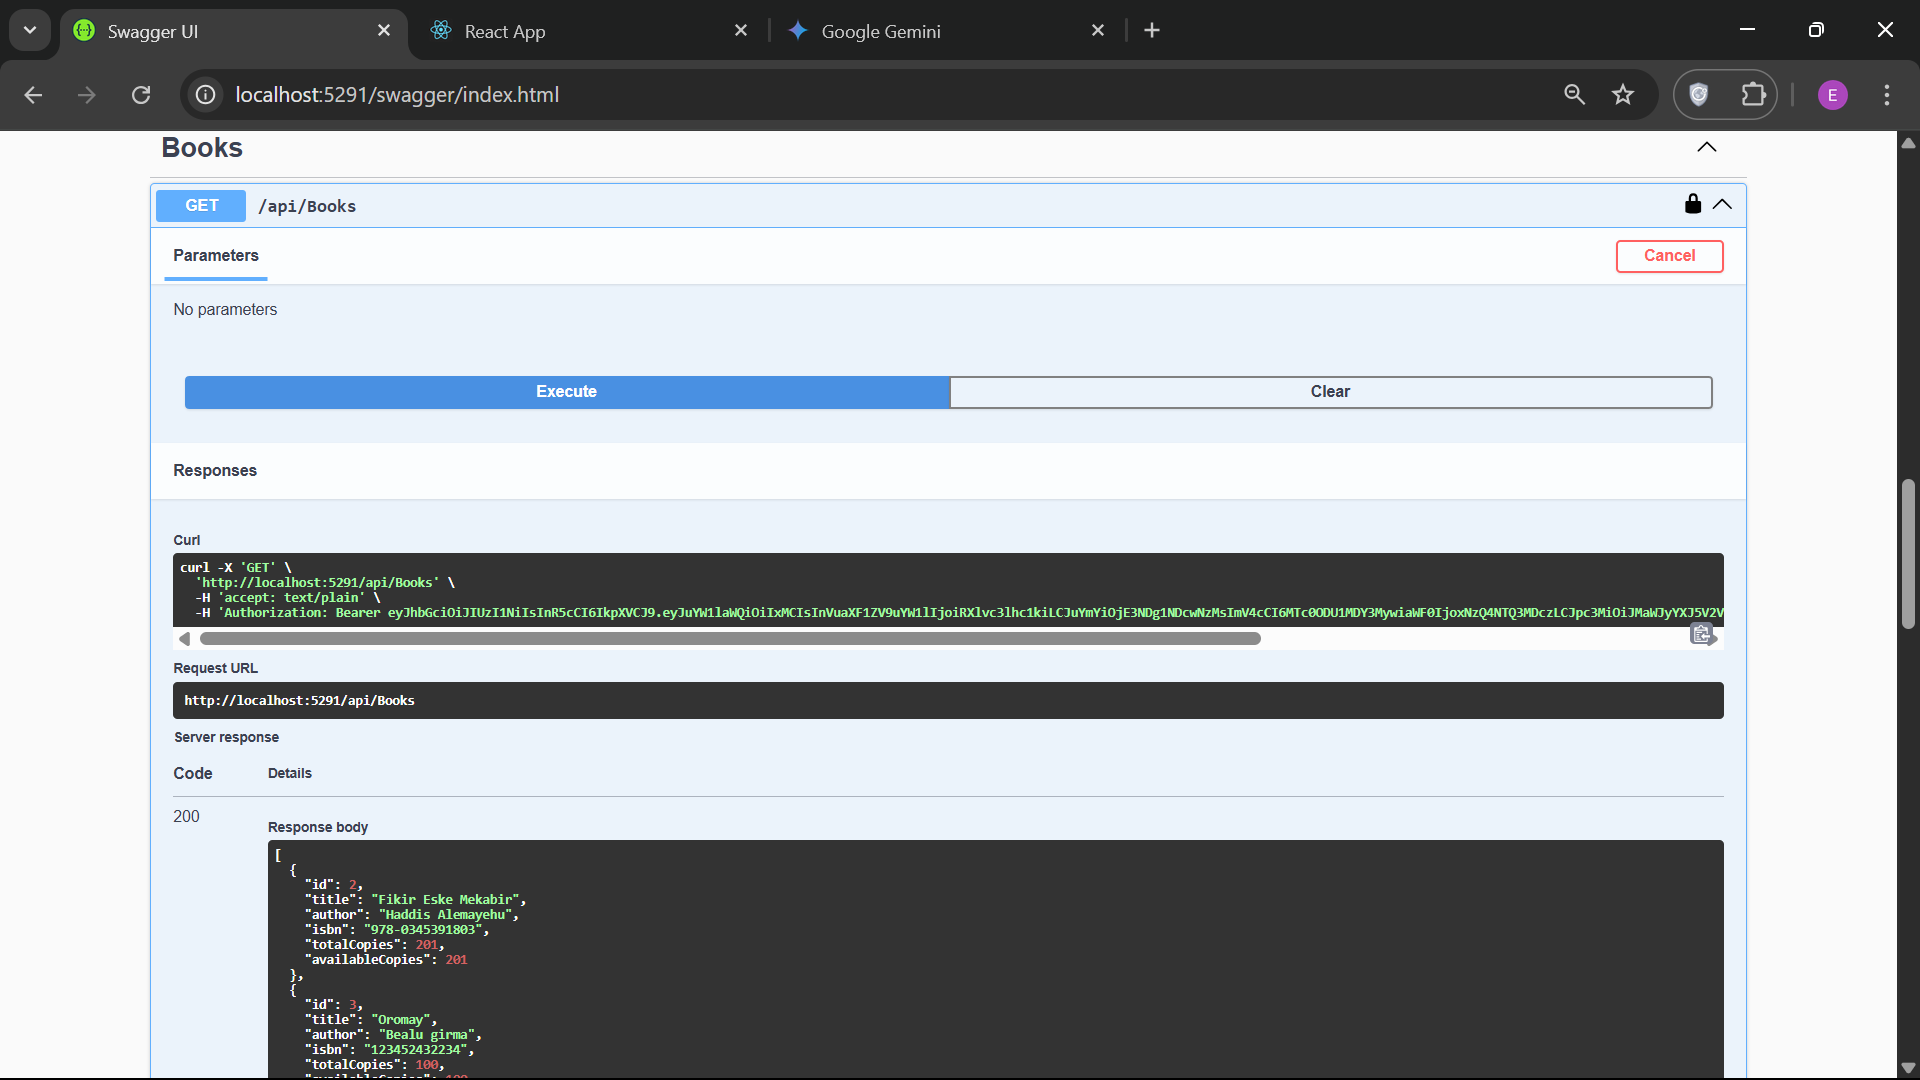 Swagger UI
React App
Google Gemini
localhost:5291/swagger/index.html
E
Books
GET /api/Books
Parameters
Cancel
No parameters
Execute
Clear
Responses
Curl
curl -X 'GET' \
'http://localhost:5291/api/Books' \
-H 'accept: text/plain' \
-H 'Authorization: Bearer
Request URL
http://localhost:5291/api/Books
Server response
Code Details
200
Response body
[
{
"id": 2,
"title": "Fikir Eske Mekabir",
"author": "Haddis Alemayehu",
"isbn": "978-0345391803",
"totalCopies": 201,
"availableCopies": 201
},
{
"id": 3,
"title": "Oromay",
"author": "Bealu girma",
"isbn": "123452432234",
"totalCopies": 100,